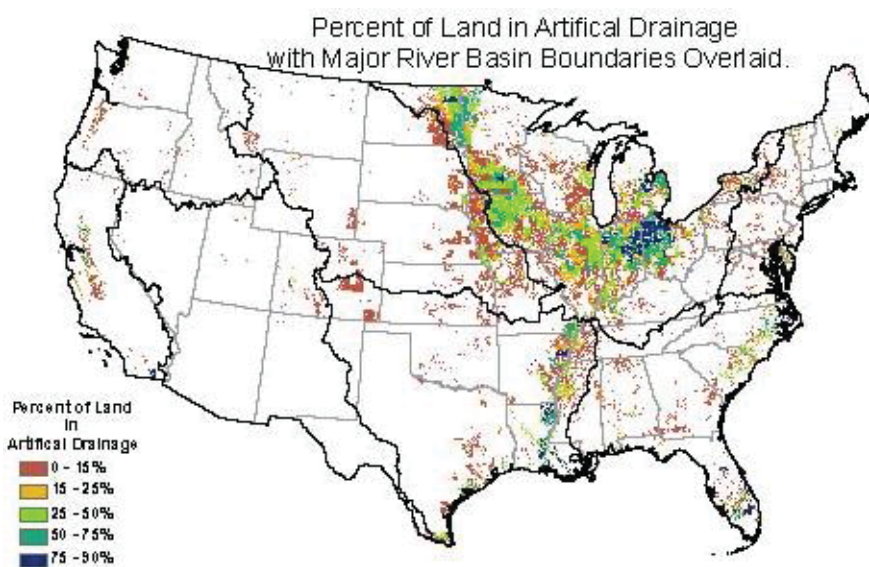 Percent of Land in Artifical Drainage
with Major River Basin Boundaries Overlaid.
Percent of Land
in
Artifical Drainage
0 - 15%
15 - 25%
25 - 50%
50 - 75%
75 - 90%